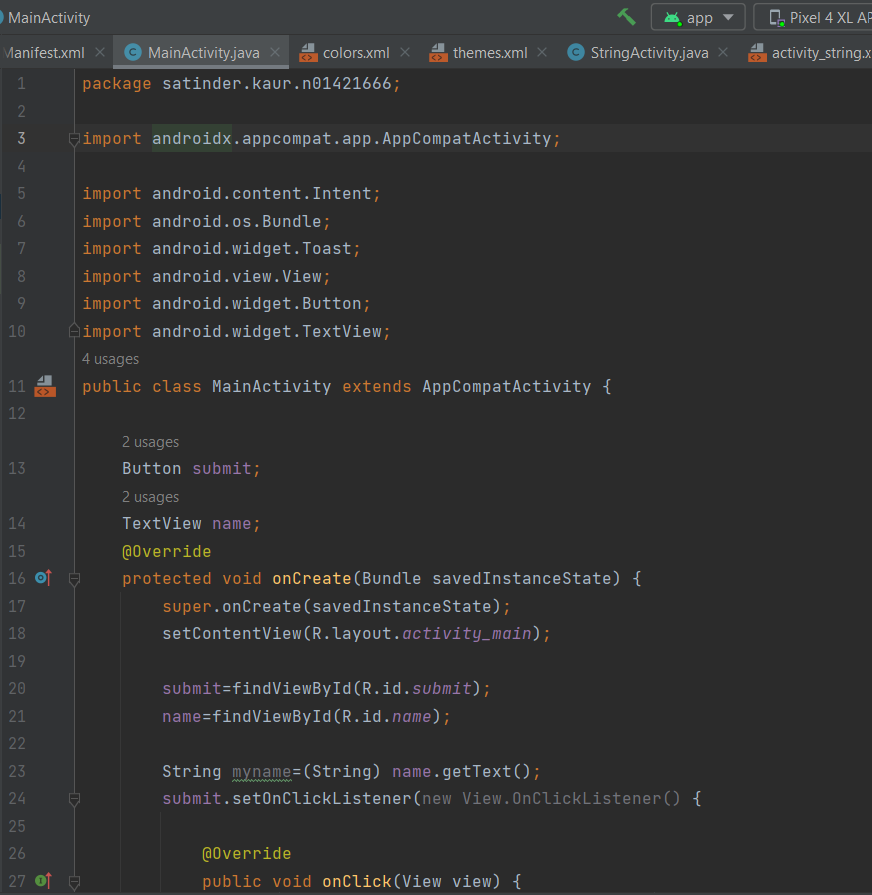 MainActivity
app
Pixel 4 XL AP
Manifest.xml
MainActivity.java
colors.xml
themes.xml
StringActivity.java
activity_string.x
1 package satinder.kaur.n01421666;
2
3 import androidx.appcompat.app.AppCompatActivity;
4
5 import android.content.Intent;
6 import android.os.Bundle;
7 import android.widget.Toast;
8 import android.view.View;
9 import android.widget.Button;
10 import android.widget.TextView;
4 usages
11 public class MainActivity extends AppCompatActivity {
12
2 usages
13 Button submit;
2 usages
14 TextView name;
15 @Override
16 protected void onCreate(Bundle savedInstanceState) {
17 super.onCreate(savedInstanceState);
18 setContentView(R.layout.activity_main);
19
20 submit=findViewById(R.id.submit);
21 name=findViewById(R.id.name);
22
23 String myname=(String) name.getText();
24 submit.setOnClickListener(new View.OnClickListener() {
25
26 @Override
27 public void onClick(View view) {